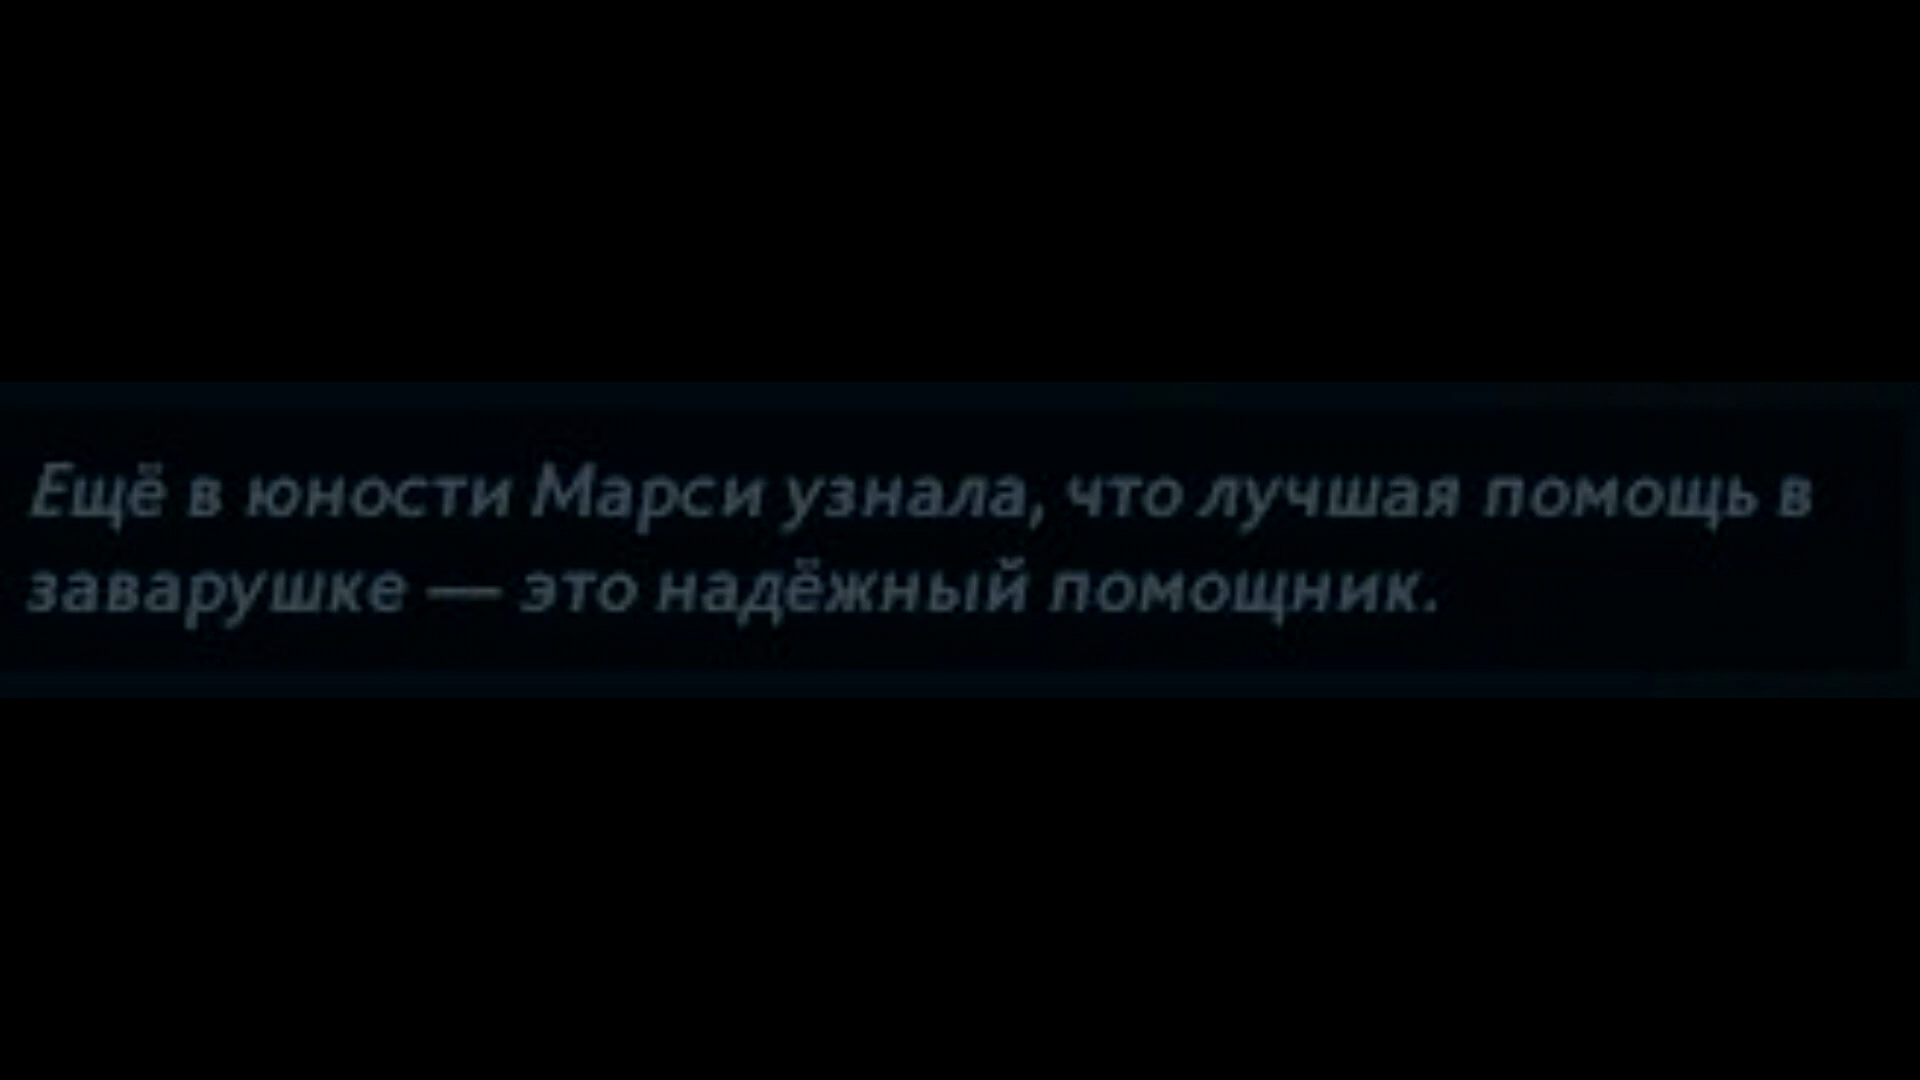 Ещё в юности Марси узнала, что лучшая помощь в
заварушке — это надёжный помощник.